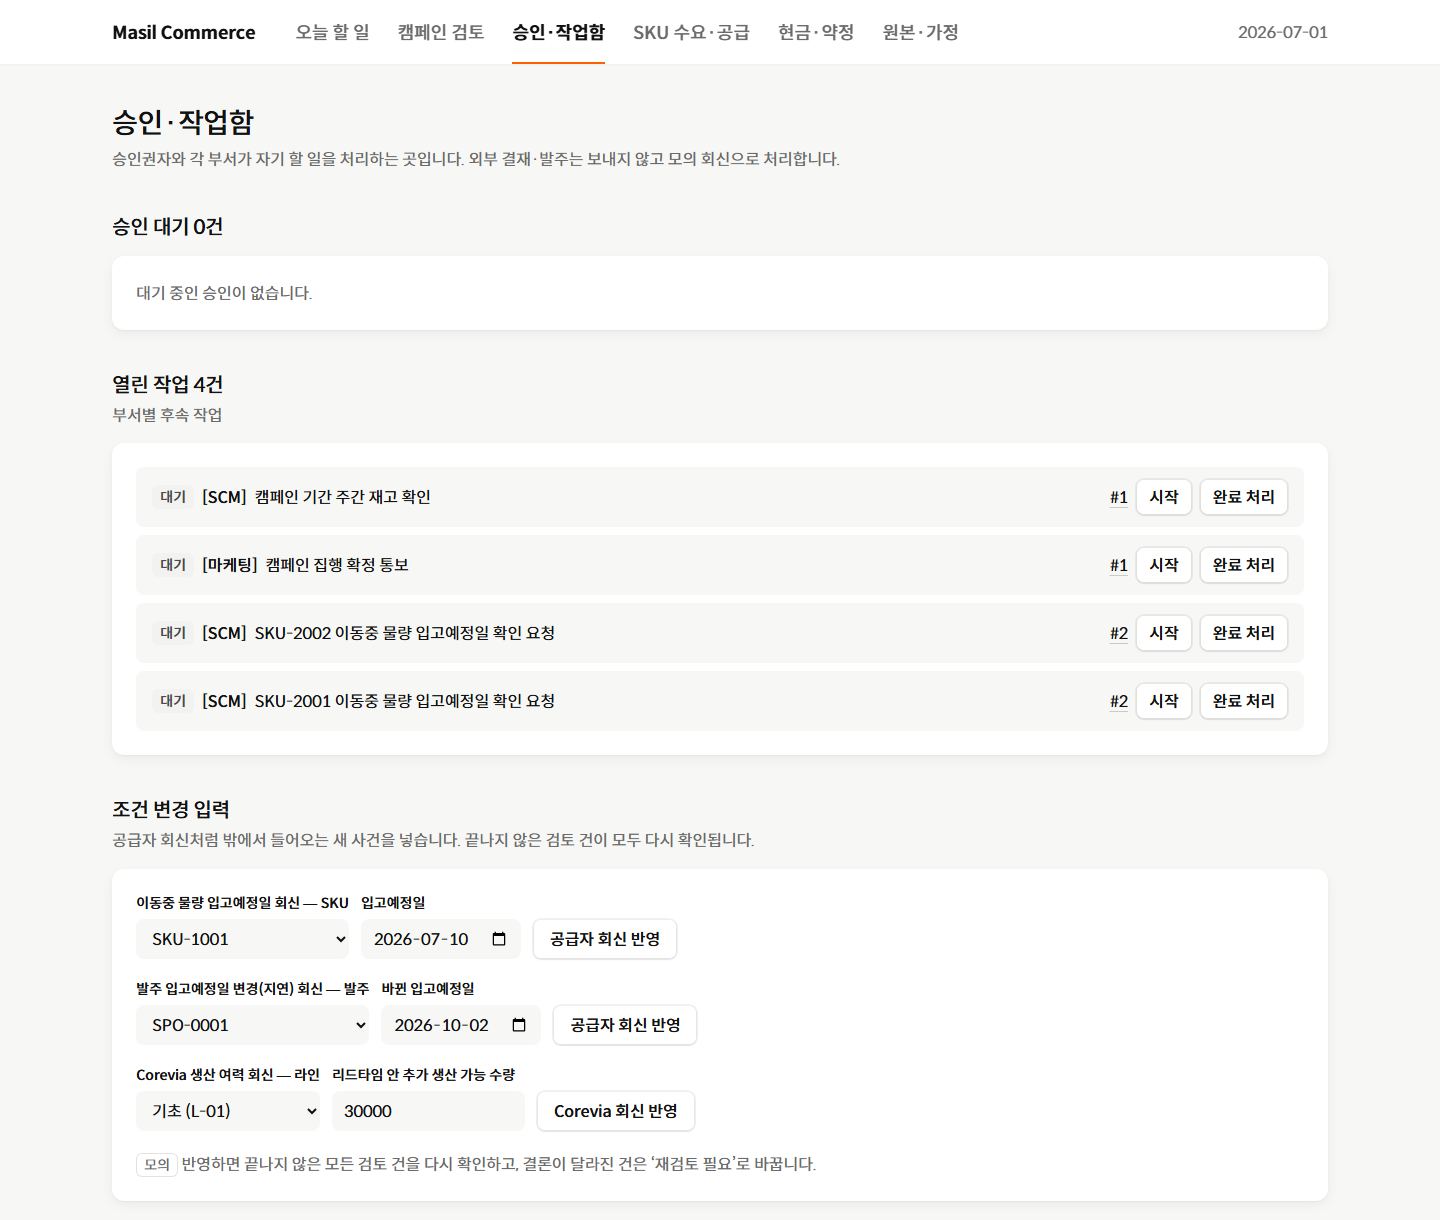 Masil Commerce 오늘 할 일 캠페인 검토 승인·작업함 SKU 수요·공급 현금·약정 원본·가정 2026-07-01
승인·작업함
승인권자와 각 부서가 자기 할 일을 처리하는 곳입니다. 외부 결재·발주는 보내지 않고 모의 회신으로 처리합니다.
승인 대기 0건
대기 중인 승인이 없습니다.
열린 작업 4건
부서별 후속 작업
대기 [SCM] 캠페인 기간 주간 재고 확인 #1 시작 완료 처리
대기 [마케팅] 캠페인 집행 확정 통보 #1 시작 완료 처리
대기 [SCM] SKU-2002 이동중 물량 입고예정일 확인 요청 #2 시작 완료 처리
대기 [SCM] SKU-2001 이동중 물량 입고예정일 확인 요청 #2 시작 완료 처리
조건 변경 입력
공급자 회신처럼 밖에서 들어오는 새 사건을 넣습니다. 끝나지 않은 검토 건이 모두 다시 확인됩니다.
이동중 물량 입고예정일 회신 — SKU 입고예정일
SKU-1001 2026-07-10 공급자 회신 반영
발주 입고예정일 변경(지연) 회신 — 발주 바뀐 입고예정일
SPO-0001 2026-10-02 공급자 회신 반영
Corevia 생산 여력 회신 — 라인 리드타임 안 추가 생산 가능 수량
기초 (L-01) 30000 Corevia 회신 반영
모의 반영하면 끝나지 않은 모든 검토 건을 다시 확인하고, 결론이 달라진 건은 ‘재검토 필요’로 바꿉니다.